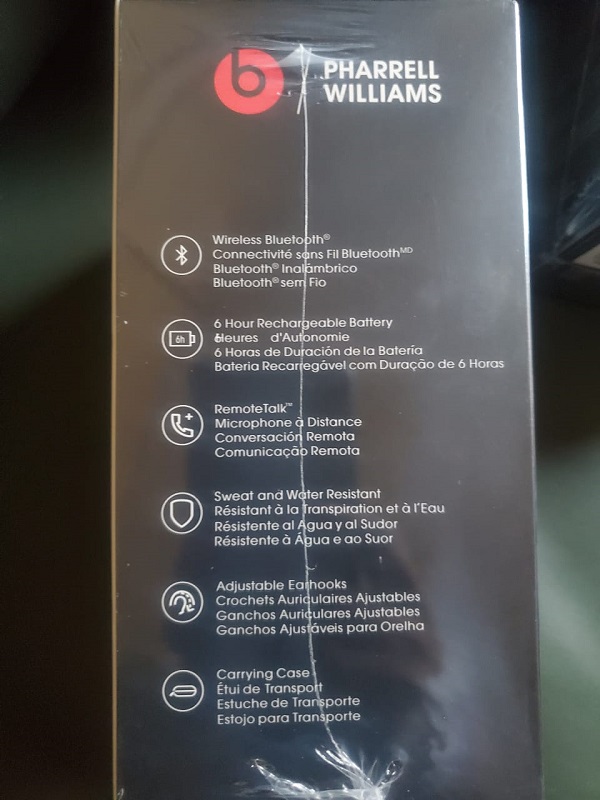 b PHARRELL
WILLIAMS
Wireless Bluetooth®
Connectivité sans Fil Bluetooth^MD
Bluetooth® Inalámbrico
Bluetooth® sem Fio
6h
6 Hour Rechargeable Battery
6 Heures d'Autonomie
6 Horas de Duración de la Batería
Bateria Recarregável com Duração de 6 Horas
RemoteTalk™
Microphone à Distance
Conversación Remota
Comunicação Remota
Sweat and Water Resistant
Résistant à la Transpiration et à l'Eau
Résistente al Agua y al Sudor
Résistente à Água e ao Suor
Adjustable Earhooks
Crochets Auriculaires Ajustables
Ganchos Auriculares Ajustables
Ganchos Ajustáveis para Orelha
Carrying Case
Étui de Transport
Estuche de Transporte
Estojo para Transporte